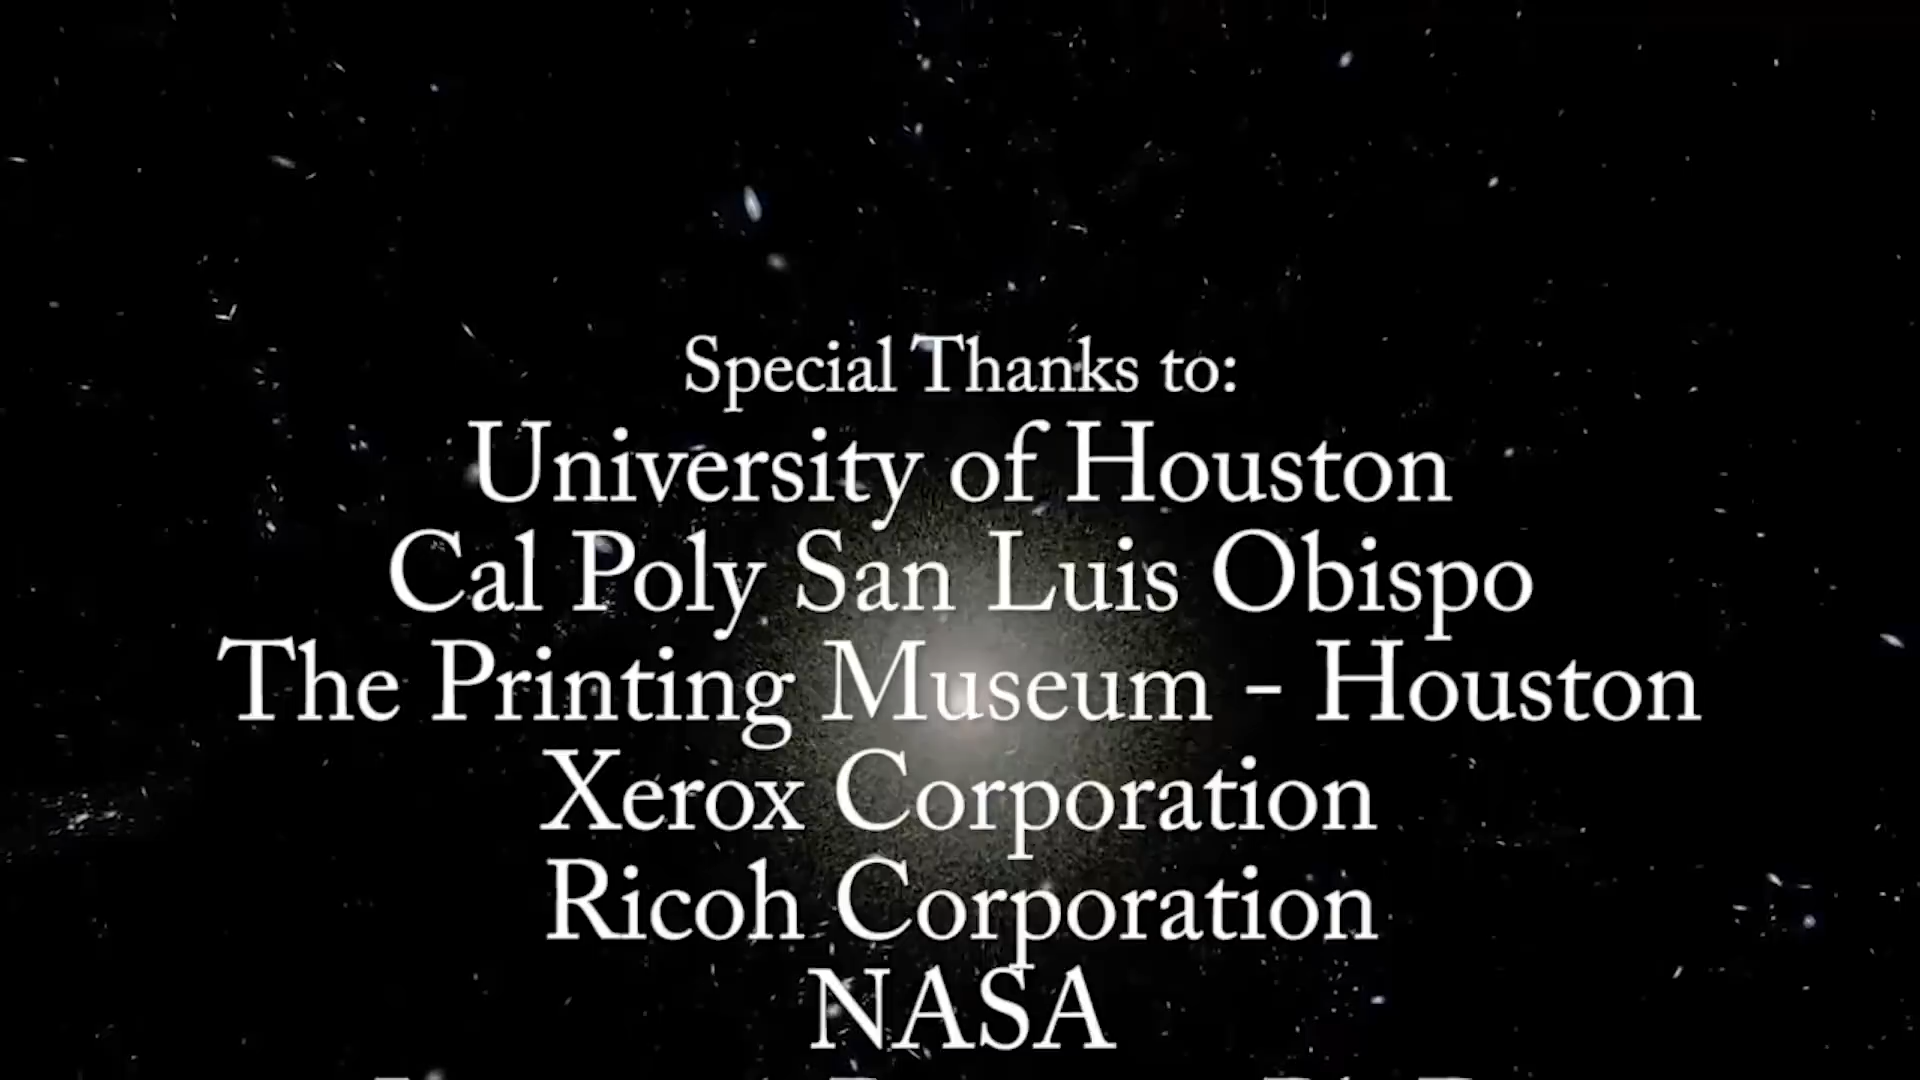 Special Thanks to:
University of Houston
Cal Poly San Luis Obispo
The Printing Museum - Houston
Xerox Corporation
Ricoh Corporation
NASA